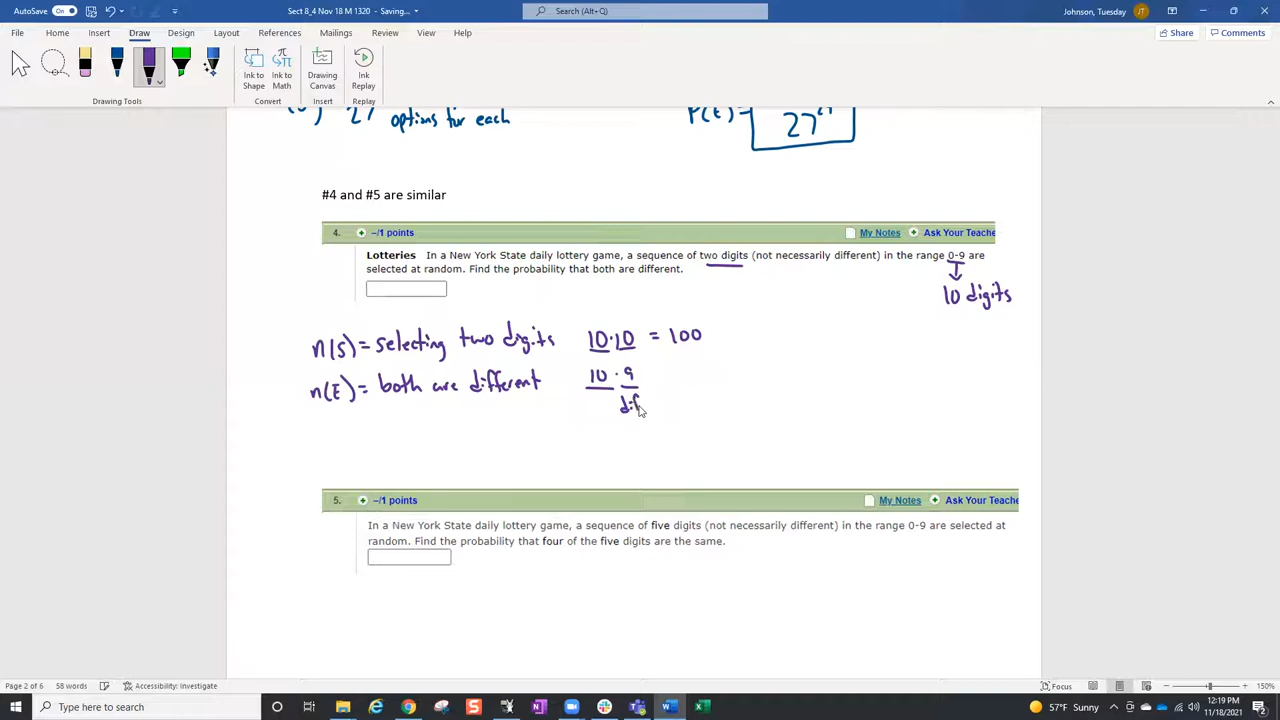 AutoSave On Sect 8_4 Nov 18 M 1320 - Saving... Search (Alt+Q) Johnson, Tuesday JT
File Home Insert Draw Design Layout References Mailings Review View Help Share Comments
Ink to Shape Ink to Math Drawing Canvas Ink Replay
Drawing Tools Convert Insert Replay
27 options for each P(E) = 27
#4 and #5 are similar
4. –/1 points My Notes Ask Your Teache
Lotteries In a New York State daily lottery game, a sequence of two digits (not necessarily different) in the range 0-9 are
selected at random. Find the probability that both are different.
10 digits
n(S) = selecting two digits 10·10 = 100
n(E) = both are different 10 · 9
dif
5. –/1 points My Notes Ask Your Teache
In a New York State daily lottery game, a sequence of five digits (not necessarily different) in the range 0-9 are selected at
random. Find the probability that four of the five digits are the same.
Page 2 of 6 58 words Accessibility: Investigate Focus 150%
Type here to search 55°F Sunny 12:19 PM
11/18/2021